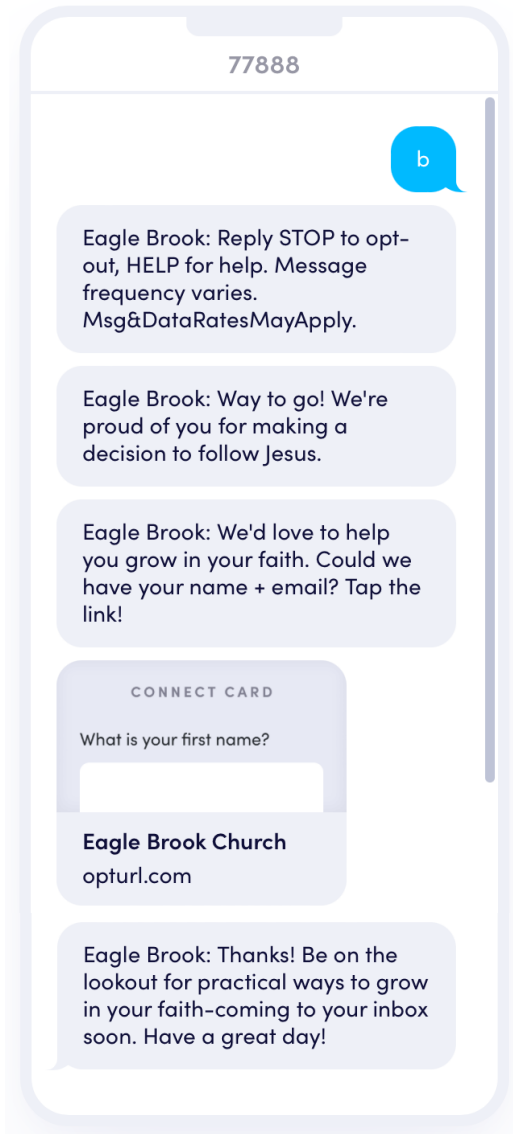 77888
b
Eagle Brook: Reply STOP to opt-
out, HELP for help. Message
frequency varies.
Msg&DataRatesMayApply.
Eagle Brook: Way to go! We're
proud of you for making a
decision to follow Jesus.
Eagle Brook: We'd love to help
you grow in your faith. Could we
have your name + email? Tap the
link!
CONNECT CARD
What is your first name?
Eagle Brook Church
opturl.com
Eagle Brook: Thanks! Be on the
lookout for practical ways to grow
in your faith-coming to your inbox
soon. Have a great day!